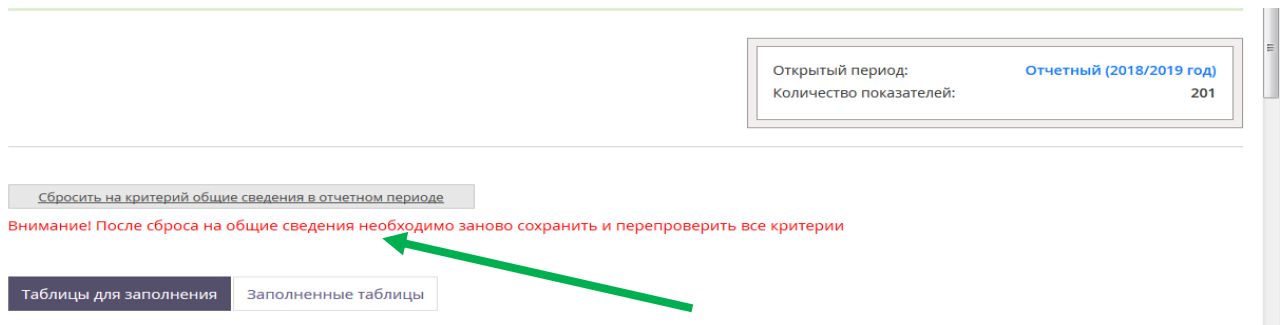 Открытый период: Отчетный (2018/2019 год)
Количество показателей: 201
Сбросить на критерий общие сведения в отчетном периоде
Внимание! После сброса на общие сведения необходимо заново сохранить и перепроверить все критерии
Таблицы для заполнения Заполненные таблицы